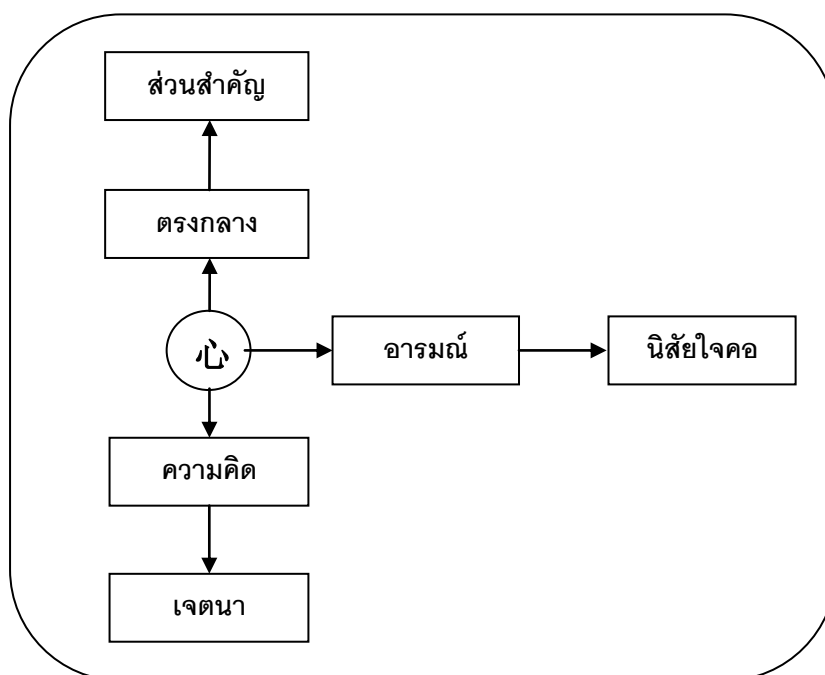 ส่วนสำคัญ
ตรงกลาง
心
อารมณ์
นิสัยใจคอ
ความคิด
เจตนา